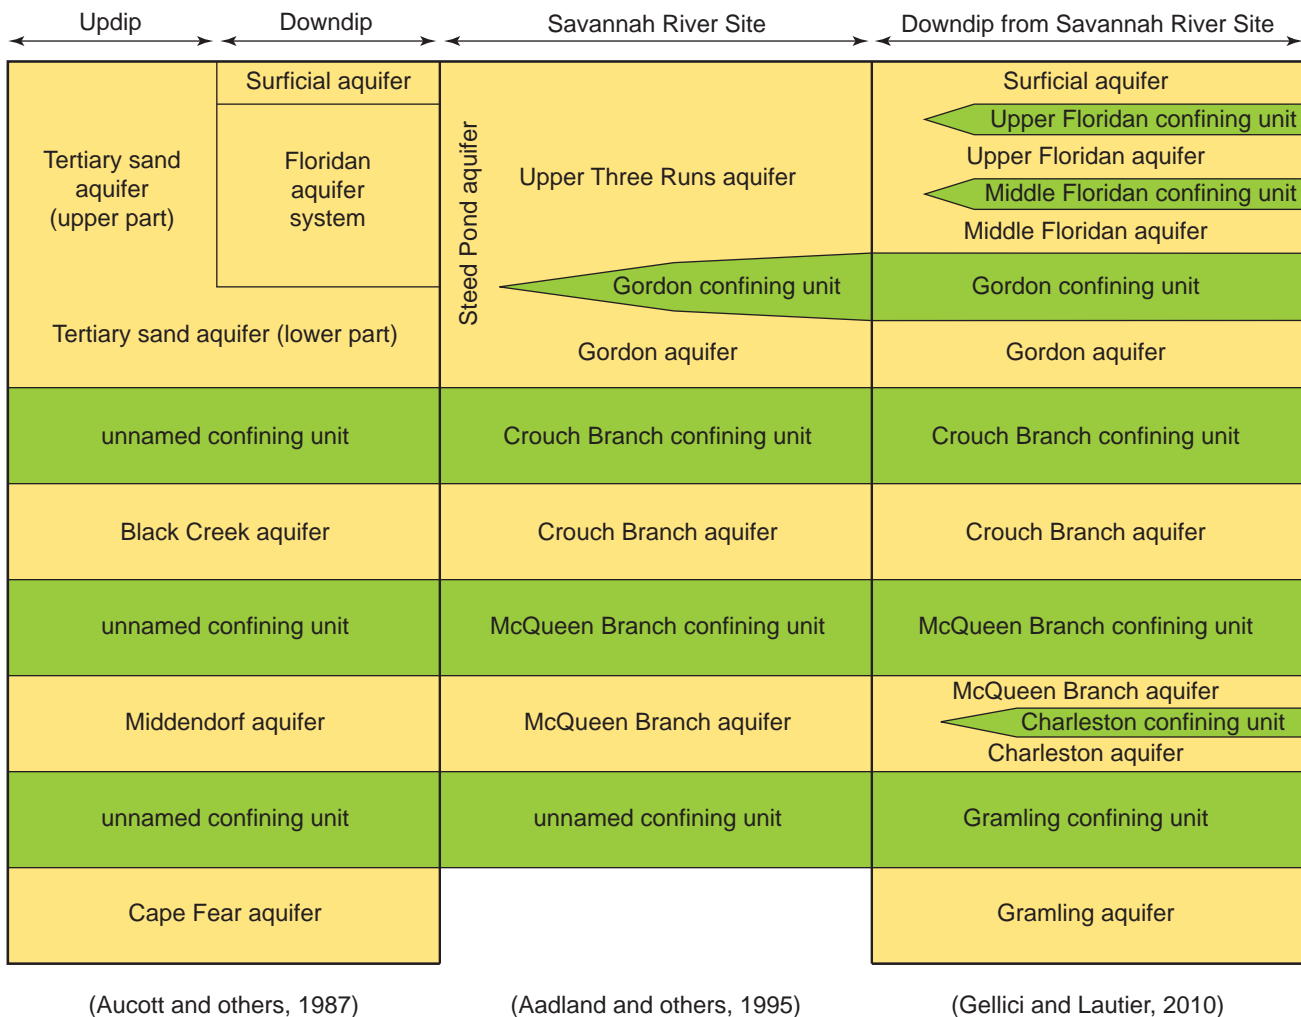 Updip
Downdip
Savannah River Site
Downdip from Savannah River Site
Surficial aquifer
Tertiary sand
aquifer
(upper part)
Floridan
aquifer
system
Tertiary sand aquifer (lower part)
unnamed confining unit
Black Creek aquifer
unnamed confining unit
Middendorf aquifer
unnamed confining unit
Cape Fear aquifer
(Aucott and others, 1987)
Steed Pond aquifer
Upper Three Runs aquifer
Gordon confining unit
Gordon aquifer
Crouch Branch confining unit
Crouch Branch aquifer
McQueen Branch confining unit
McQueen Branch aquifer
unnamed confining unit
(Aadland and others, 1995)
Surficial aquifer
Upper Floridan confining unit
Upper Floridan aquifer
Middle Floridan confining unit
Middle Floridan aquifer
Gordon confining unit
Gordon aquifer
Crouch Branch confining unit
Crouch Branch aquifer
McQueen Branch confining unit
McQueen Branch aquifer
Charleston confining unit
Charleston aquifer
Gramling confining unit
Gramling aquifer
(Gellici and Lautier, 2010)